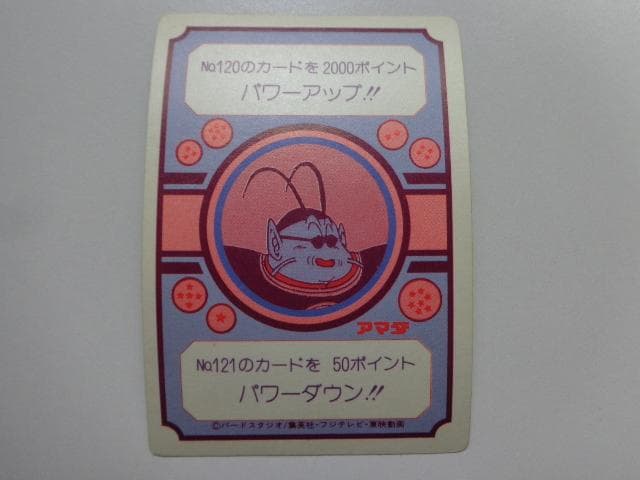 №120のカードを2000ポイント
パワーアップ!!
アマダ
№121のカードを 50ポイント
パワーダウン!!
©バードスタジオ/集英社・フジテレビ・東映動画